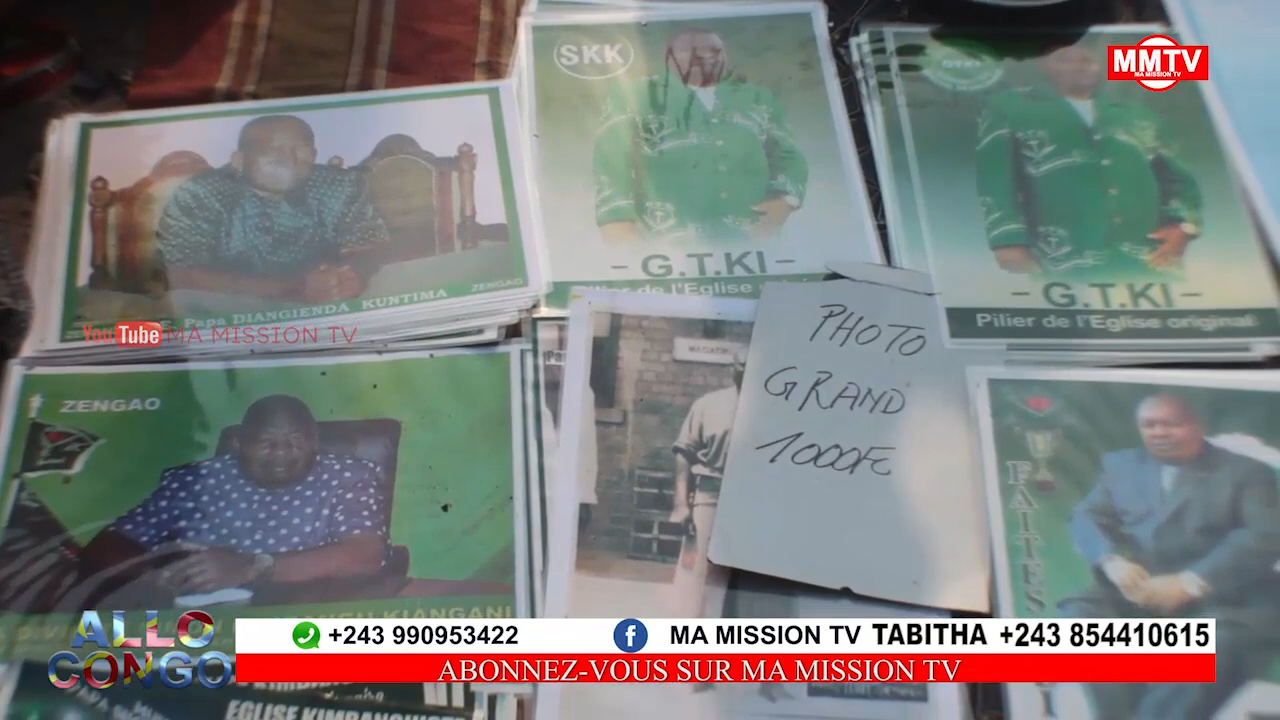 MMTV
MA MISSION TV
SKK
- G.T.KI -
de l'Eglise
- G.T.KI -
Pilier de l'Eglise original
Papa DIANGIENDA KUNTIMA
ZENGAO
YouTube MA MISSION TV
PHOTO
GRAND
1000FC
ZENGAO
KIANGANI
FAITES
ALLO
CONGO
+243 990953422
MA MISSION TV TABITHA +243 854410615
ABONNEZ-VOUS SUR MA MISSION TV
EGLISE KIMBANGUISTE